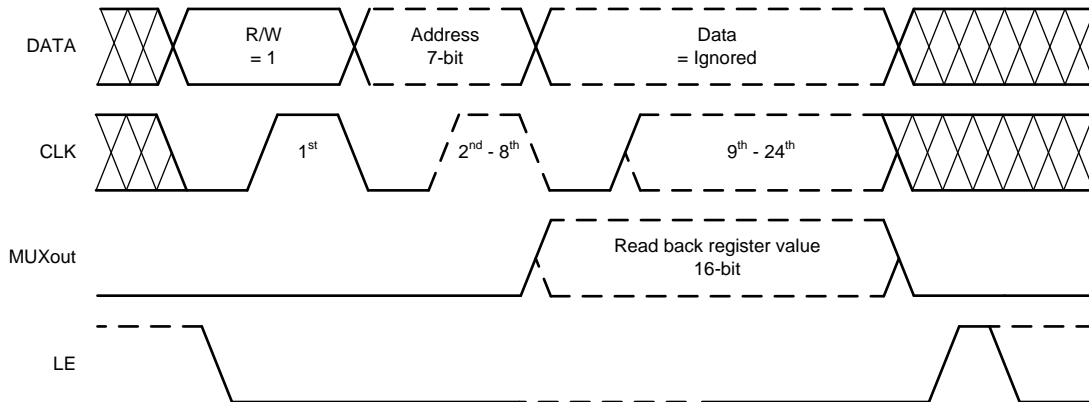 DATA
R/W
= 1
Address
7-bit
Data
= Ignored
CLK
1st
2nd - 8th
9th - 24th
MUXout
Read back register value
16-bit
LE